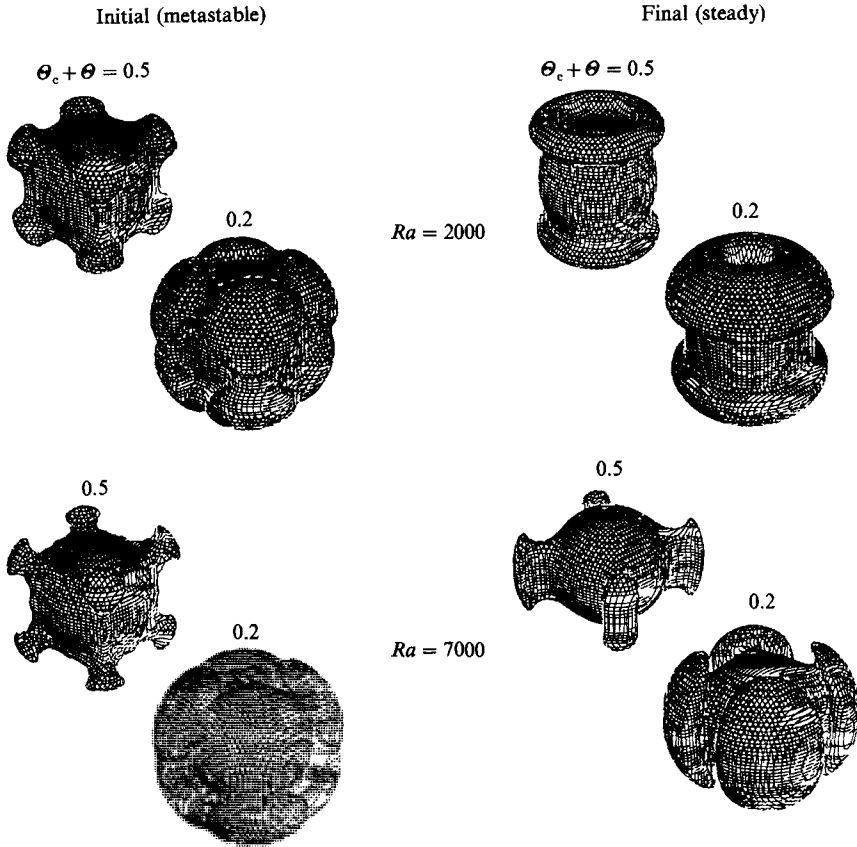 Initial (metastable)
Final (steady)
Θc + Θ = 0.5
Θc + Θ = 0.5
0.2
0.2
Ra = 2000
0.5
0.5
0.2
0.2
Ra = 7000